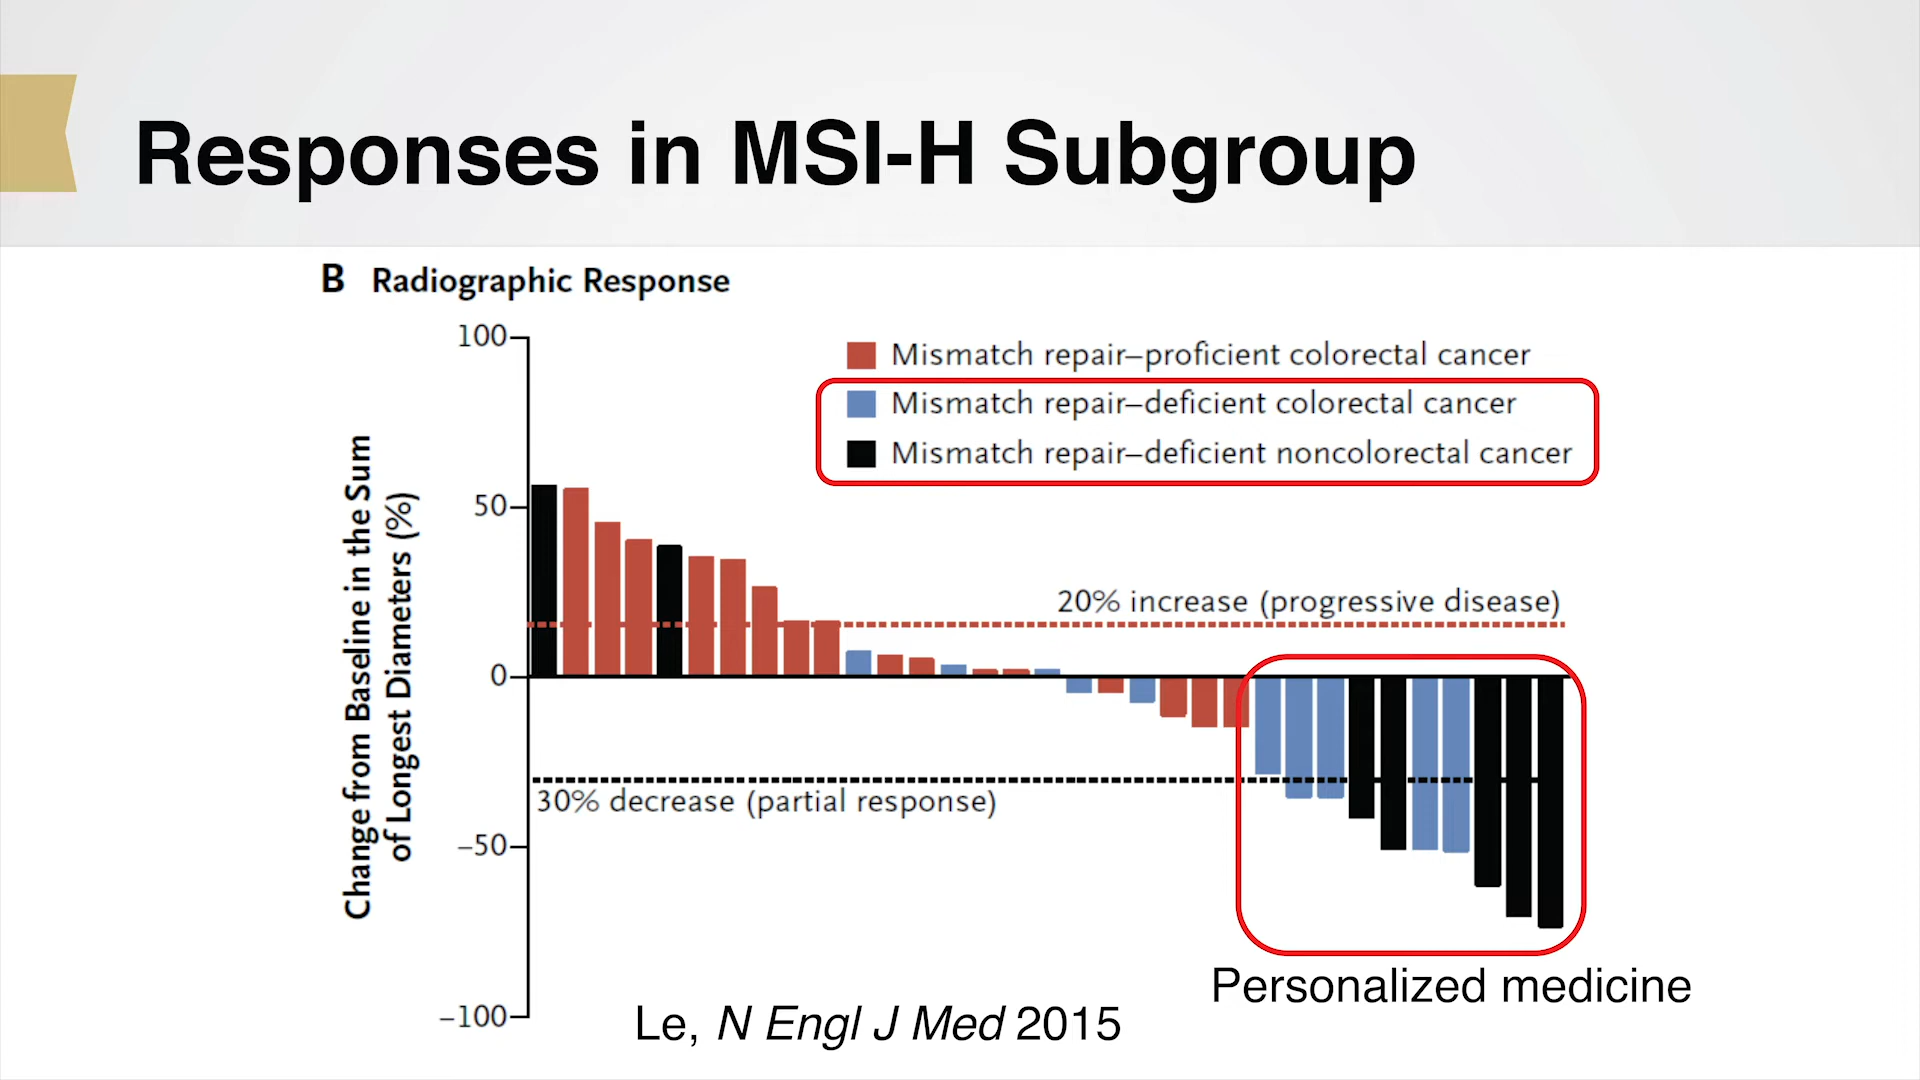 Responses in MSI-H Subgroup
B Radiographic Response
100
50
0
–50
–100
Change from Baseline in the Sum
of Longest Diameters (%)
Mismatch repair–proficient colorectal cancer
Mismatch repair–deficient colorectal cancer
Mismatch repair–deficient noncolorectal cancer
20% increase (progressive disease)
30% decrease (partial response)
Personalized medicine
Le, N Engl J Med 2015